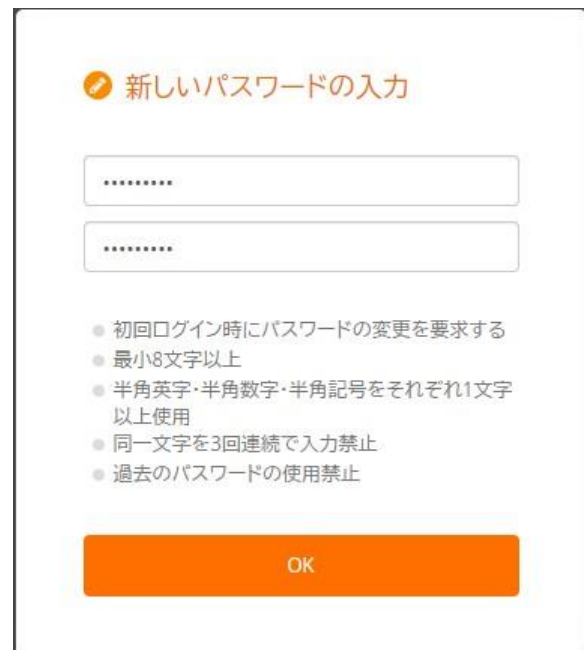 新しいパスワードの入力
•••••••••
•••••••••
初回ログイン時にパスワードの変更を要求する
最小8文字以上
半角英字・半角数字・半角記号をそれぞれ1文字
以上使用
同一文字を3回連続で入力禁止
過去のパスワードの使用禁止
OK